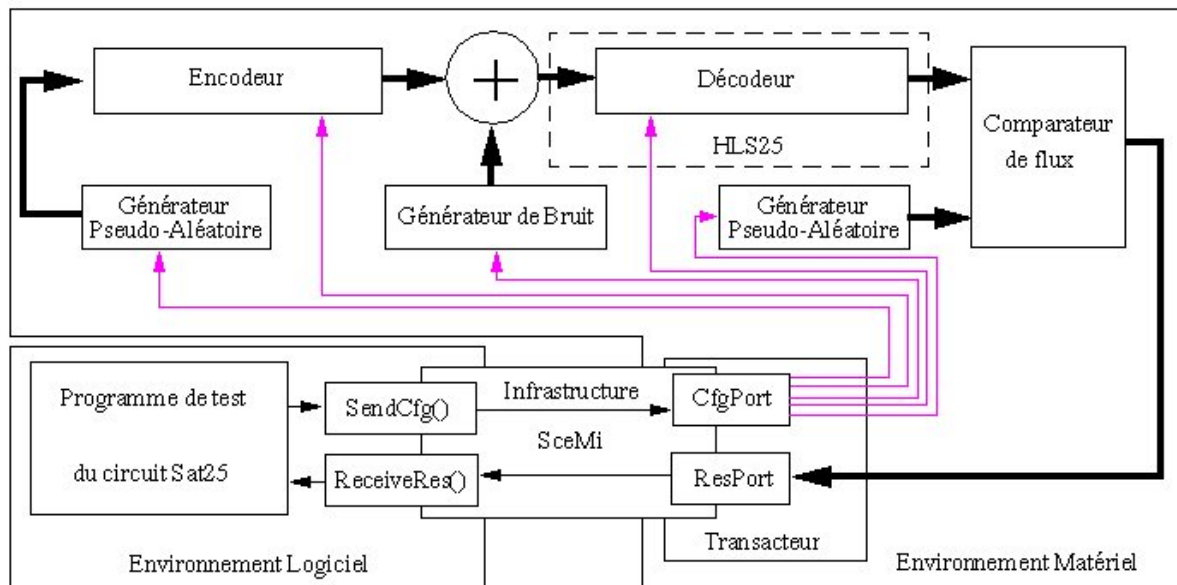 Encodeur
Décodeur
HLS25
Comparateur
de flux
Générateur
Pseudo-Aléatoire
Générateur de Bruit
Générateur
Pseudo-Aléatoire
Programme de test
du circuit Sat25
SendCfg()
Infrastructure
CfgPort
SceMi
ReceiveRes()
ResPort
Transacteur
Environnement Logiciel
Environnement Matériel